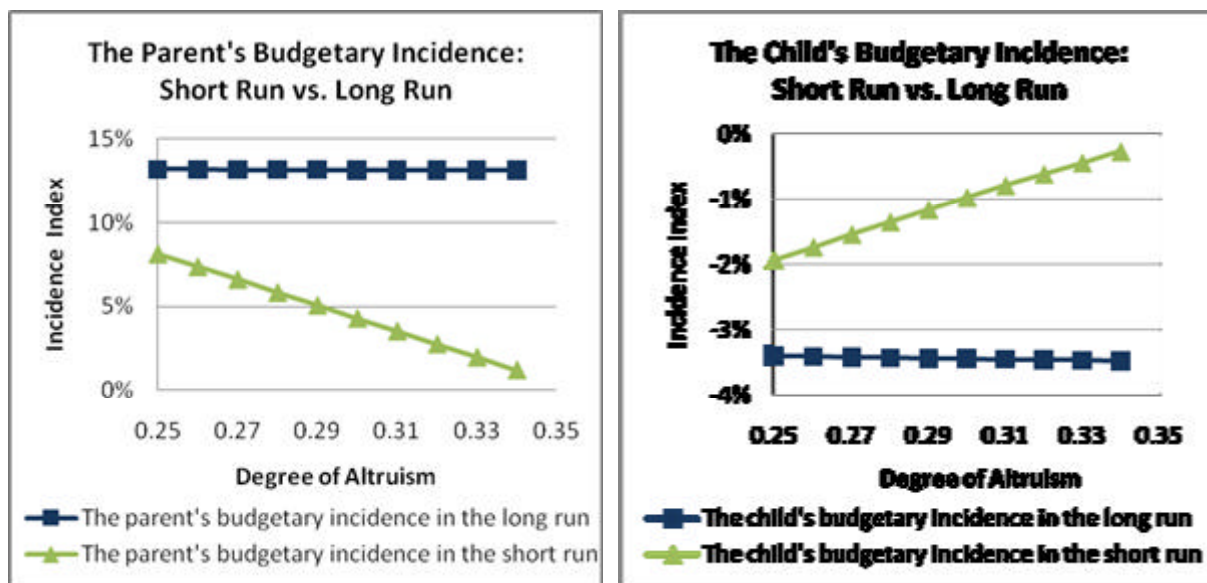 The Parent's Budgetary Incidence:
Short Run vs. Long Run
15%
10%
5%
0%
Incidence Index
0.25 0.27 0.29 0.31 0.33 0.35
Degree of Altruism
The parent's budgetary incidence in the long run
The parent's budgetary incidence in the short run
The Child's Budgetary Incidence:
Short Run vs. Long Run
0%
-1%
-2%
-3%
-4%
Incidence Index
0.25 0.27 0.29 0.31 0.33 0.35
Degree of Altruism
The child's budgetary incidence in the long run
The child's budgetary incidence in the short run